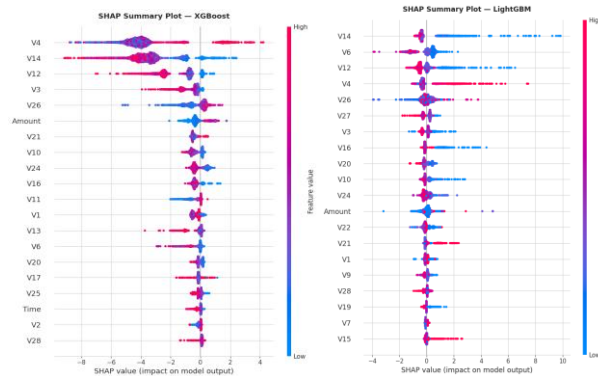 SHAP Summary Plot — XGBoost
High
V4
V14
V12
V3
V26
Amount
V21
V10
V24
V16
V11
V1
V13
V6
V20
V17
V25
Time
V2
V28
−8 −6 −4 −2 0 2 4
SHAP value (impact on model output)
Low
Feature value
SHAP Summary Plot — LightGBM
High
V14
V6
V12
V4
V26
V27
V3
V16
V20
V10
V24
Amount
V22
V21
V1
V9
V28
V19
V7
V15
−4 −2 0 2 4 6 8 10
SHAP value (impact on model output)